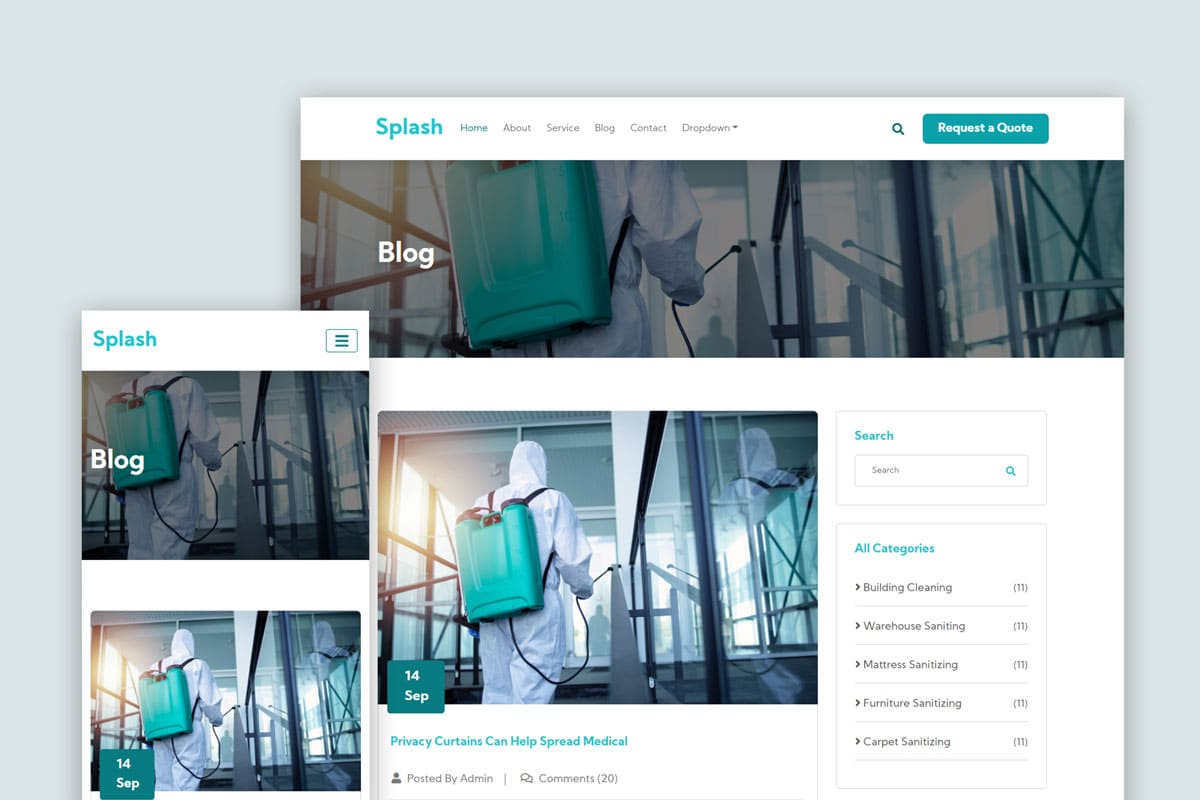 Splash
Home About Service Blog Contact Dropdown
Request a Quote
Blog
Splash
Blog
14
Sep
14
Sep
Privacy Curtains Can Help Spread Medical
Posted By Admin | Comments (20)
Search
Search
All Categories
Building Cleaning (11)
Warehouse Saniting (11)
Mattress Sanitizing (11)
Furniture Sanitizing (11)
Carpet Sanitizing (11)